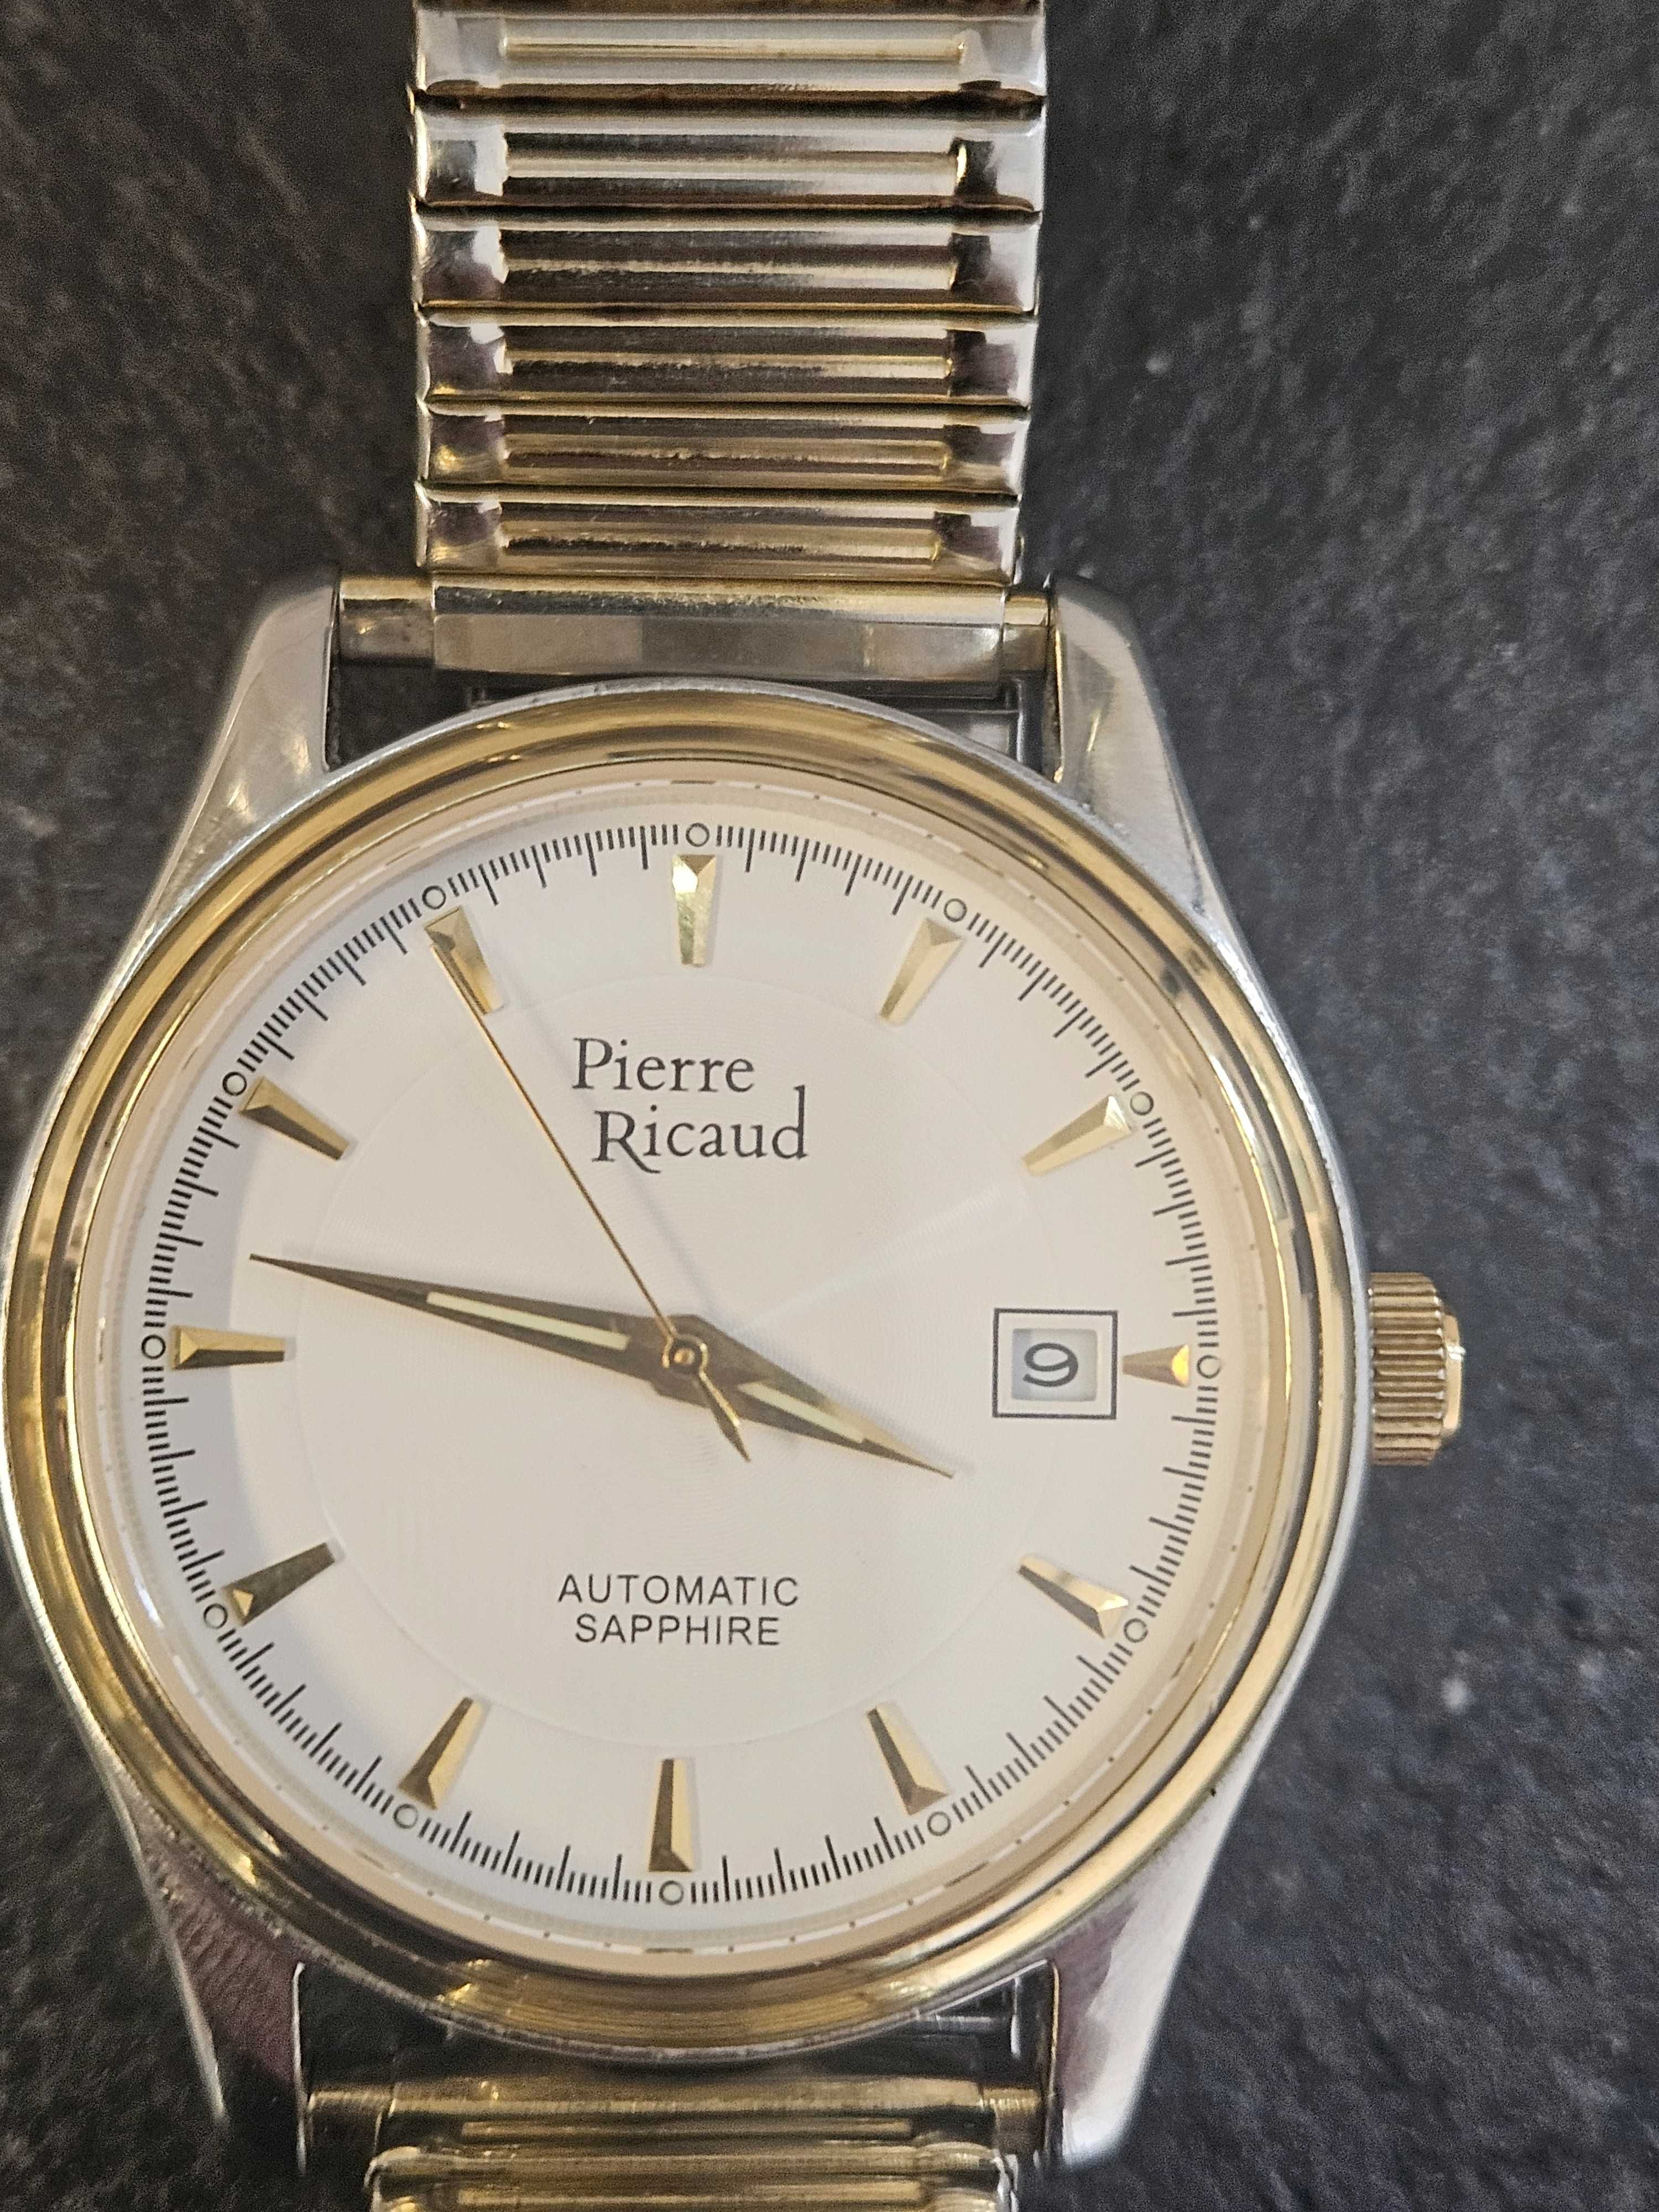 Pierre
Ricaud
9
AUTOMATIC
SAPPHIRE